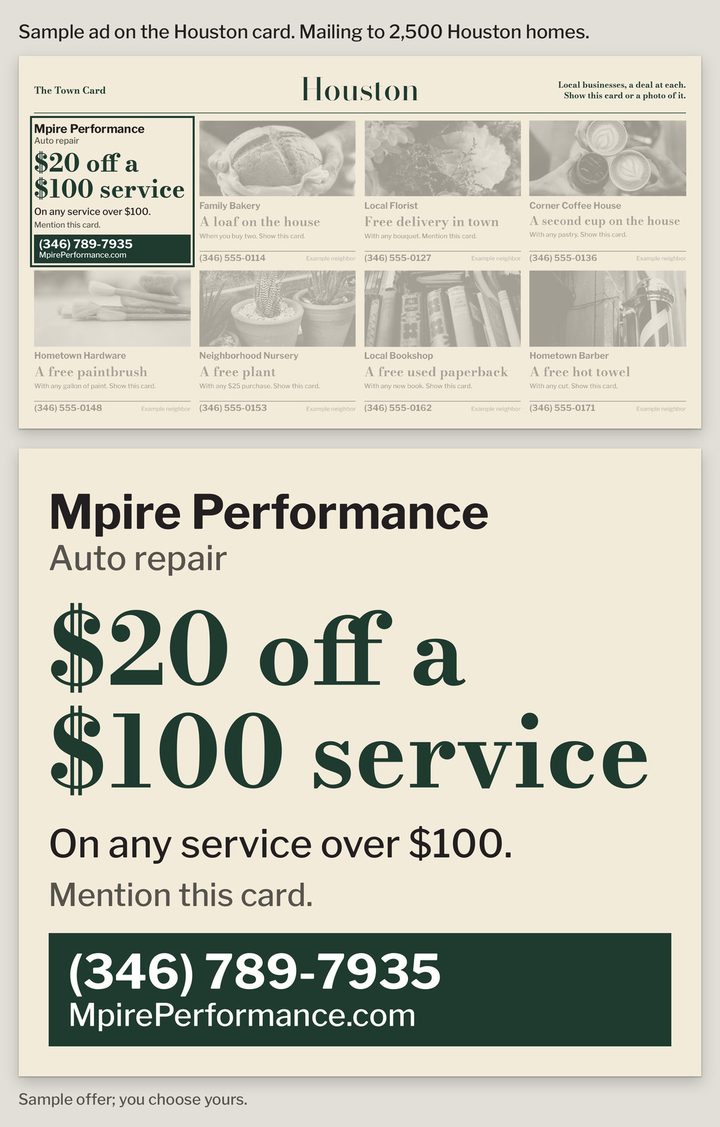 Sample ad on the Houston card. Mailing to 2,500 Houston homes.
The Town Card
Houston
Local businesses, a deal at each.
Show this card or a photo of it.
Mpire Performance
Auto repair
$20 off a
$100 service
On any service over $100.
Mention this card.
(346) 789-7935
MpirePerformance.com
Family Bakery
A loaf on the house
When you buy two. Show this card.
(346) 555-0114
Example neighbor
Local Florist
Free delivery in town
With any bouquet. Mention this card.
(346) 555-0127
Example neighbor
Corner Coffee House
A second cup on the house
With any pastry. Show this card.
(346) 555-0136
Example neighbor
Hometown Hardware
A free paintbrush
With any gallon of paint. Show this card.
(346) 555-0148
Example neighbor
Neighborhood Nursery
A free plant
With any $25 purchase. Show this card.
(346) 555-0153
Example neighbor
Local Bookshop
A free used paperback
With any new book. Show this card.
(346) 555-0162
Example neighbor
Hometown Barber
A free hot towel
With any cut. Show this card.
(346) 555-0171
Example neighbor
Mpire Performance
Auto repair
$20 off a
$100 service
On any service over $100.
Mention this card.
(346) 789-7935
MpirePerformance.com
Sample offer; you choose yours.